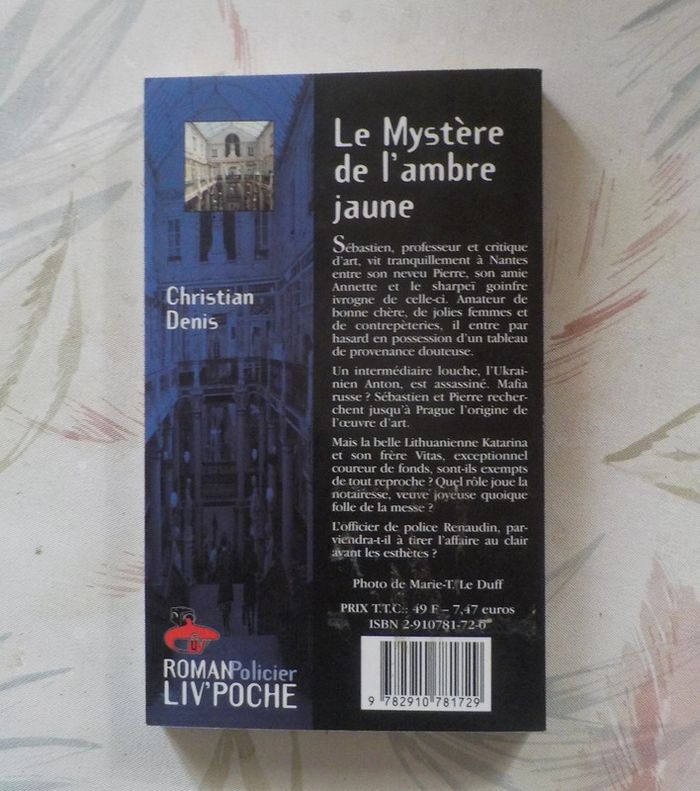 Le Mystère
de l'ambre
jaune
Christian
Denis
Sébastien, professeur et critique
d'art, vit tranquillement à Nantes
entre son neveu Pierre, son amie
Annette et le sharpeï goinfre
ivrogne de celle-ci. Amateur de
bonne chère, de jolies femmes et
de contrepèteries, il entre par
hasard en possession d'un tableau
de provenance douteuse.
Un intermédiaire louche, l'Ukrai-
nien Anton, est assassiné. Mafia
russe ? Sébastien et Pierre recher-
chent jusqu'à Prague l'origine de
l'œuvre d'art.
Mais la belle Lithuanienne Katarina
et son frère Vitas, exceptionnel
coureur de fonds, sont-ils exempts
de tout reproche ? Quel rôle joue la
notairesse, veuve joyeuse quoique
folle de la messe ?
L'officier de police Renaudin, par-
viendra-t-il à tirer l'affaire au clair
avant les esthètes ?
Photo de Marie-T. Le Duff
PRIX T.T.C.: 49 F – 7,47 euros
ISBN 2-910781-72-0
9 782910 781729
ROMANPolicier
LIV'POCHE